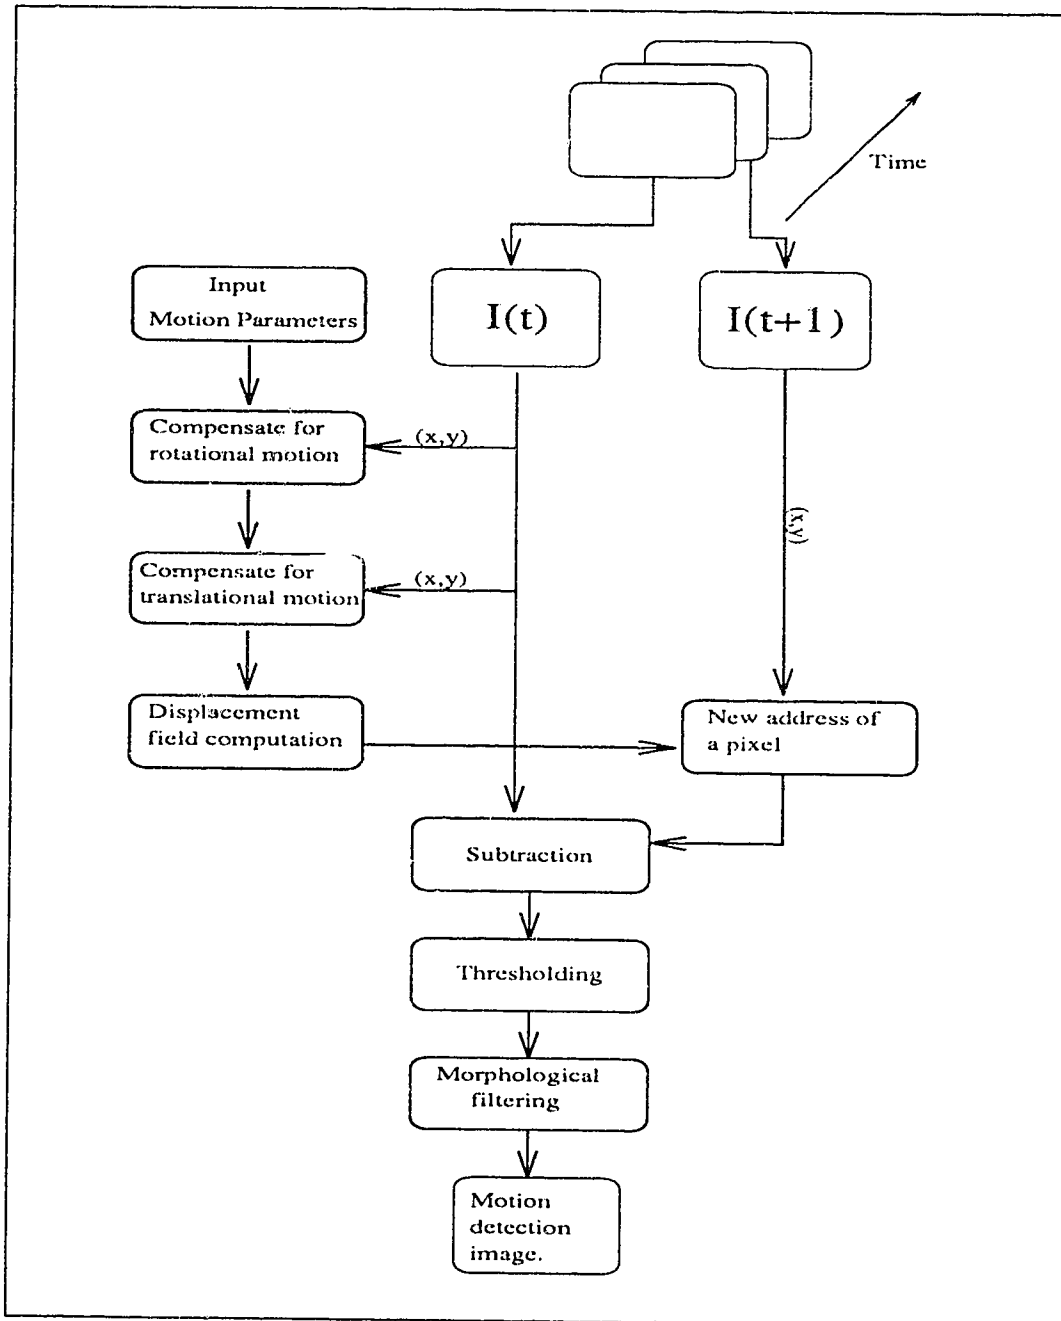 Time
Input
Motion Parameters
I(t)
I(t+1)
Compensate for
rotational motion
(x,y)
(x,y)
Compensate for
translational motion
(x,y)
Displacement
field computation
New address of
a pixel
Subtraction
Thresholding
Morphological
filtering
Motion
detection
image.